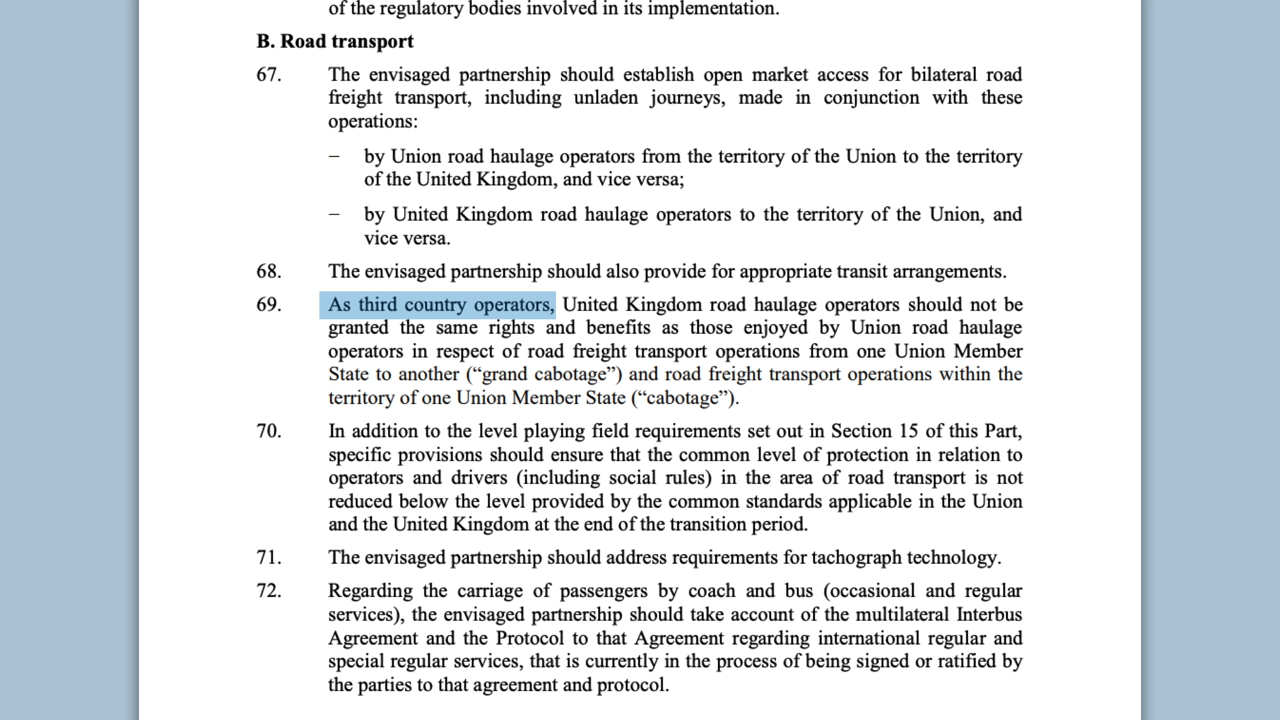 of the regulatory bodies involved in its implementation.
B. Road transport
67. The envisaged partnership should establish open market access for bilateral road
freight transport, including unladen journeys, made in conjunction with these
operations:
– by Union road haulage operators from the territory of the Union to the territory
of the United Kingdom, and vice versa;
– by United Kingdom road haulage operators to the territory of the Union, and
vice versa.
68. The envisaged partnership should also provide for appropriate transit arrangements.
69. As third country operators, United Kingdom road haulage operators should not be
granted the same rights and benefits as those enjoyed by Union road haulage
operators in respect of road freight transport operations from one Union Member
State to another (“grand cabotage”) and road freight transport operations within the
territory of one Union Member State (“cabotage”).
70. In addition to the level playing field requirements set out in Section 15 of this Part,
specific provisions should ensure that the common level of protection in relation to
operators and drivers (including social rules) in the area of road transport is not
reduced below the level provided by the common standards applicable in the Union
and the United Kingdom at the end of the transition period.
71. The envisaged partnership should address requirements for tachograph technology.
72. Regarding the carriage of passengers by coach and bus (occasional and regular
services), the envisaged partnership should take account of the multilateral Interbus
Agreement and the Protocol to that Agreement regarding international regular and
special regular services, that is currently in the process of being signed or ratified by
the parties to that agreement and protocol.